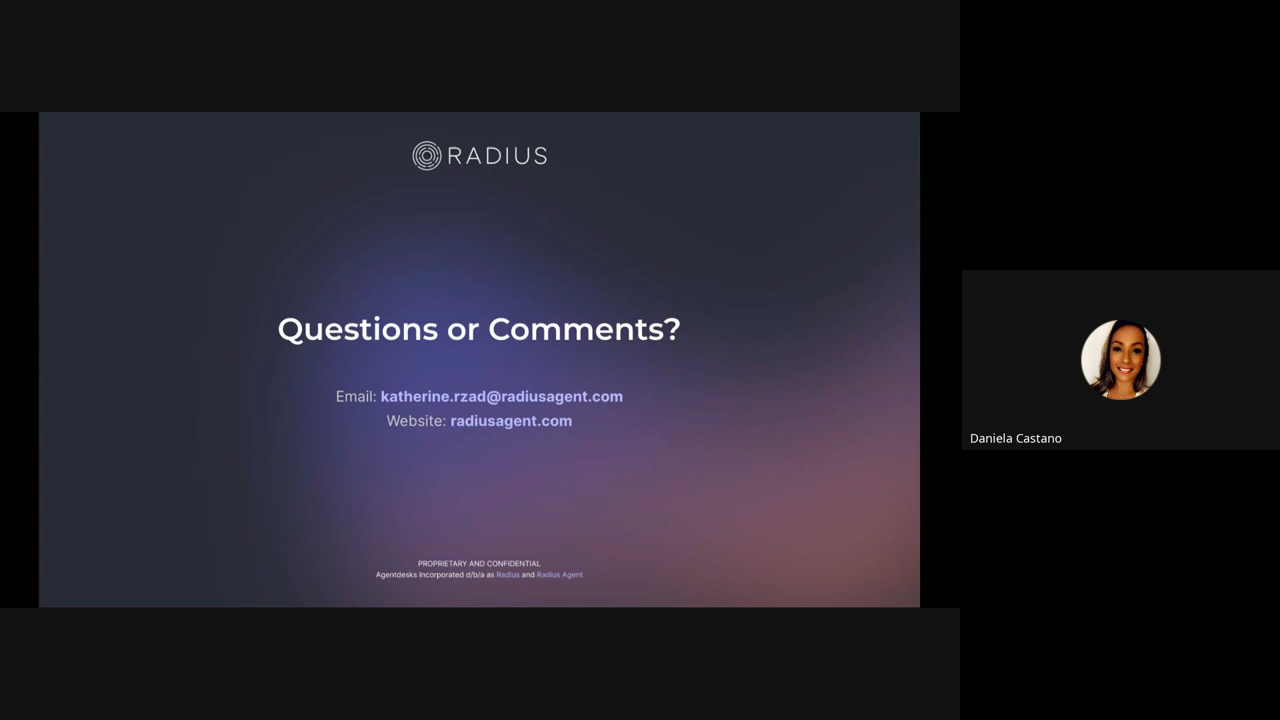 RADIUS
Questions or Comments?
Email: katherine.rzad@radiusagent.com
Website: radiusagent.com
PROPRIETARY AND CONFIDENTIAL
Agentdesks Incorporated d/b/a as Radius and Radius Agent
Daniela Castano